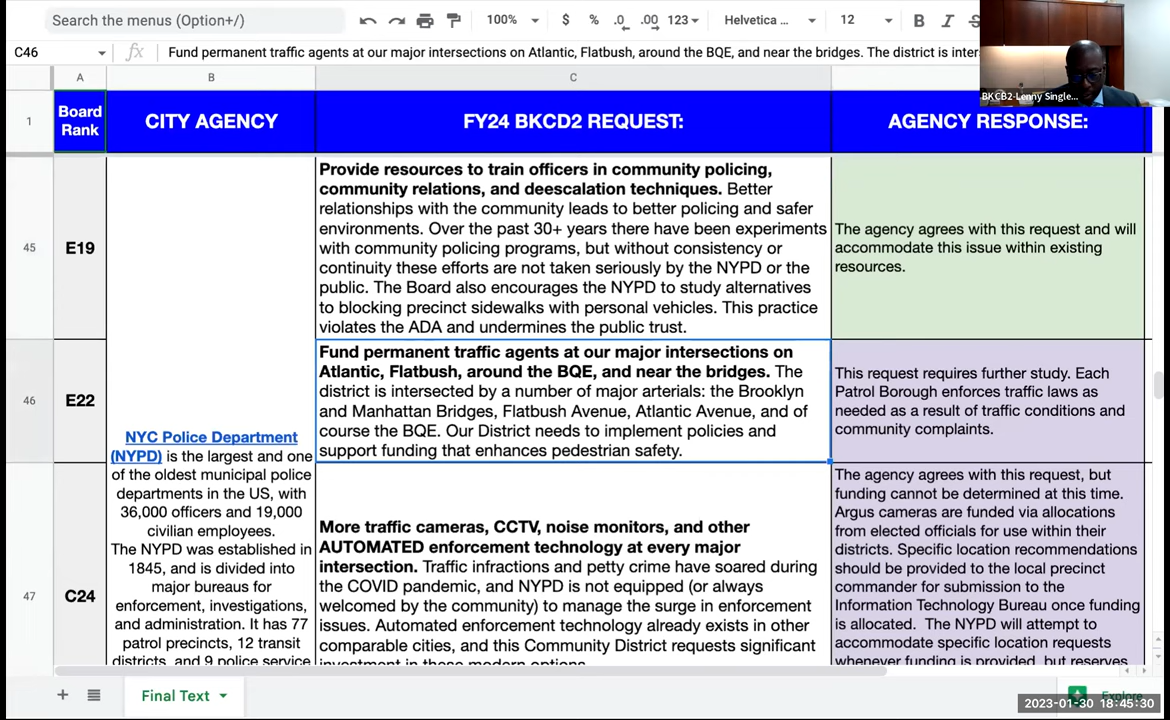 Search the menus (Option+/)
100%
$ % .0 .00 123
Helvetica ...
12
B I S
C46
fx Fund permanent traffic agents at our major intersections on Atlantic, Flatbush, around the BQE, and near the bridges. The district is inter
BKCB2-Lenny Single...
A B C
1
Board
Rank
CITY AGENCY
FY24 BKCD2 REQUEST:
AGENCY RESPONSE:
45
E19
Provide resources to train officers in community policing,
community relations, and deescalation techniques. Better
relationships with the community leads to better policing and safer
environments. Over the past 30+ years there have been experiments
with community policing programs, but without consistency or
continuity these efforts are not taken seriously by the NYPD or the
public. The Board also encourages the NYPD to study alternatives
to blocking precinct sidewalks with personal vehicles. This practice
violates the ADA and undermines the public trust.
The agency agrees with this request and will
accommodate this issue within existing
resources.
46
E22
Fund permanent traffic agents at our major intersections on
Atlantic, Flatbush, around the BQE, and near the bridges. The
district is intersected by a number of major arterials: the Brooklyn
and Manhattan Bridges, Flatbush Avenue, Atlantic Avenue, and of
course the BQE. Our District needs to implement policies and
support funding that enhances pedestrian safety.
This request requires further study. Each
Patrol Borough enforces traffic laws as
needed as a result of traffic conditions and
community complaints.
NYC Police Department
(NYPD) is the largest and one
of the oldest municipal police
departments in the US, with
36,000 officers and 19,000
civilian employees.
The NYPD was established in
1845, and is divided into
major bureaus for
enforcement, investigations,
and administration. It has 77
patrol precincts, 12 transit
districts, and 9 police service
47
C24
More traffic cameras, CCTV, noise monitors, and other
AUTOMATED enforcement technology at every major
intersection. Traffic infractions and petty crime have soared during
the COVID pandemic, and NYPD is not equipped (or always
welcomed by the community) to manage the surge in enforcement
issues. Automated enforcement technology already exists in other
comparable cities, and this Community District requests significant
investment in these modern options.
The agency agrees with this request, but
funding cannot be determined at this time.
Argus cameras are funded via allocations
from elected officials for use within their
districts. Specific location recommendations
should be provided to the local precinct
commander for submission to the
Information Technology Bureau once funding
is allocated. The NYPD will attempt to
accommodate specific location requests
whenever funding is provided, but reserves
Final Text
Explore
2023-01-30 18:45:30